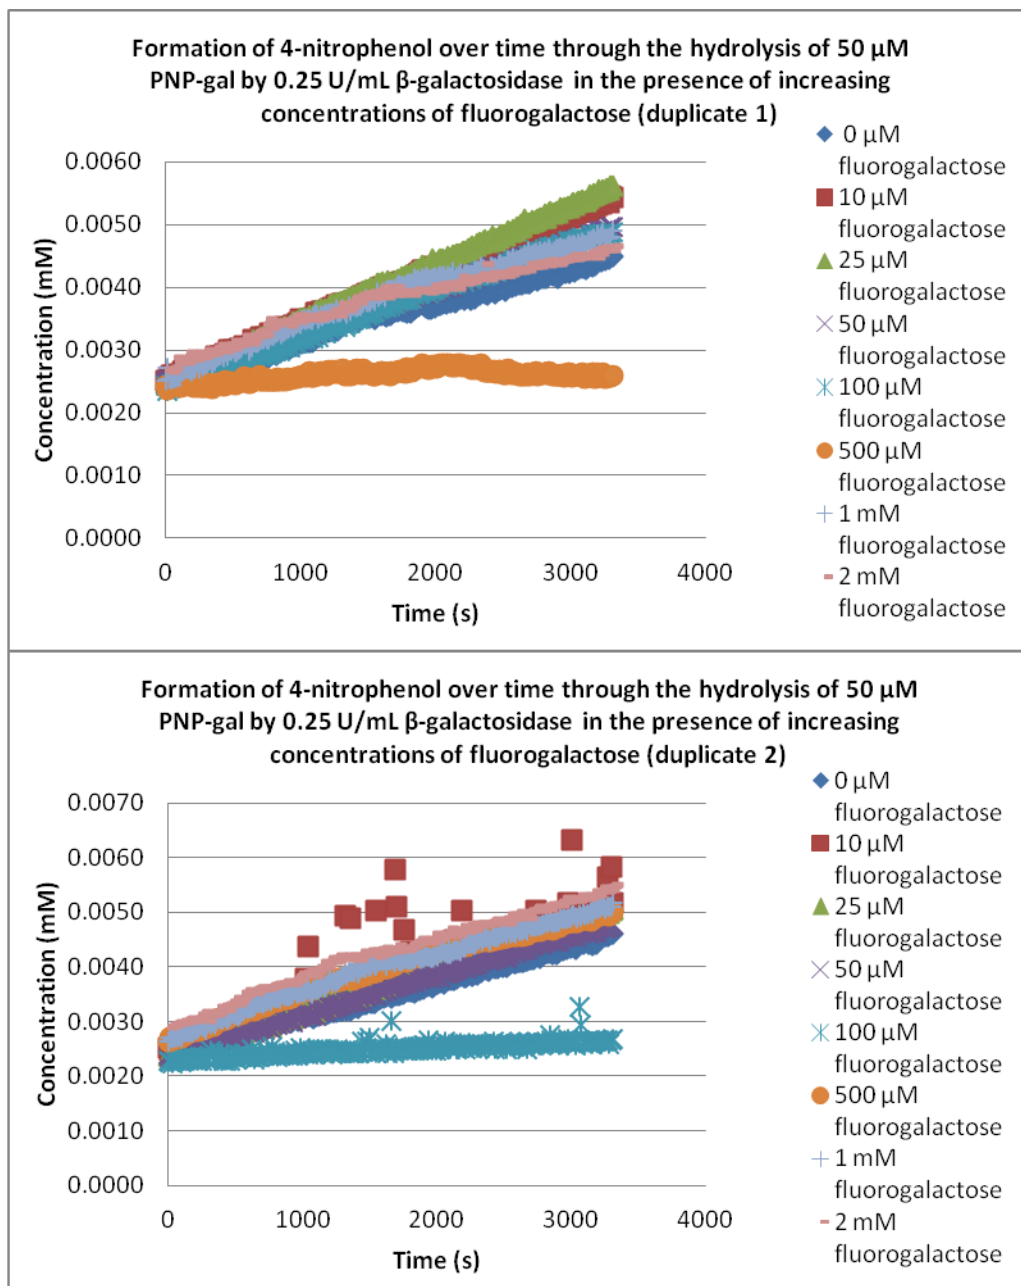 Formation of 4-nitrophenol over time through the hydrolysis of 50 µM
PNP-gal by 0.25 U/mL β-galactosidase in the presence of increasing
concentrations of fluorogalactose (duplicate 1)
Concentration (mM)
0.0060
0.0050
0.0040
0.0030
0.0020
0.0010
0.0000
0
1000
2000
3000
4000
Time (s)
0 µM
fluorogalactose
10 µM
fluorogalactose
25 µM
fluorogalactose
50 µM
fluorogalactose
100 µM
fluorogalactose
500 µM
fluorogalactose
1 mM
fluorogalactose
2 mM
fluorogalactose
Formation of 4-nitrophenol over time through the hydrolysis of 50 µM
PNP-gal by 0.25 U/mL β-galactosidase in the presence of increasing
concentrations of fluorogalactose (duplicate 2)
Concentration (mM)
0.0070
0.0060
0.0050
0.0040
0.0030
0.0020
0.0010
0.0000
0
1000
2000
3000
4000
Time (s)
0 µM
fluorogalactose
10 µM
fluorogalactose
25 µM
fluorogalactose
50 µM
fluorogalactose
100 µM
fluorogalactose
500 µM
fluorogalactose
1 mM
fluorogalactose
2 mM
fluorogalactose